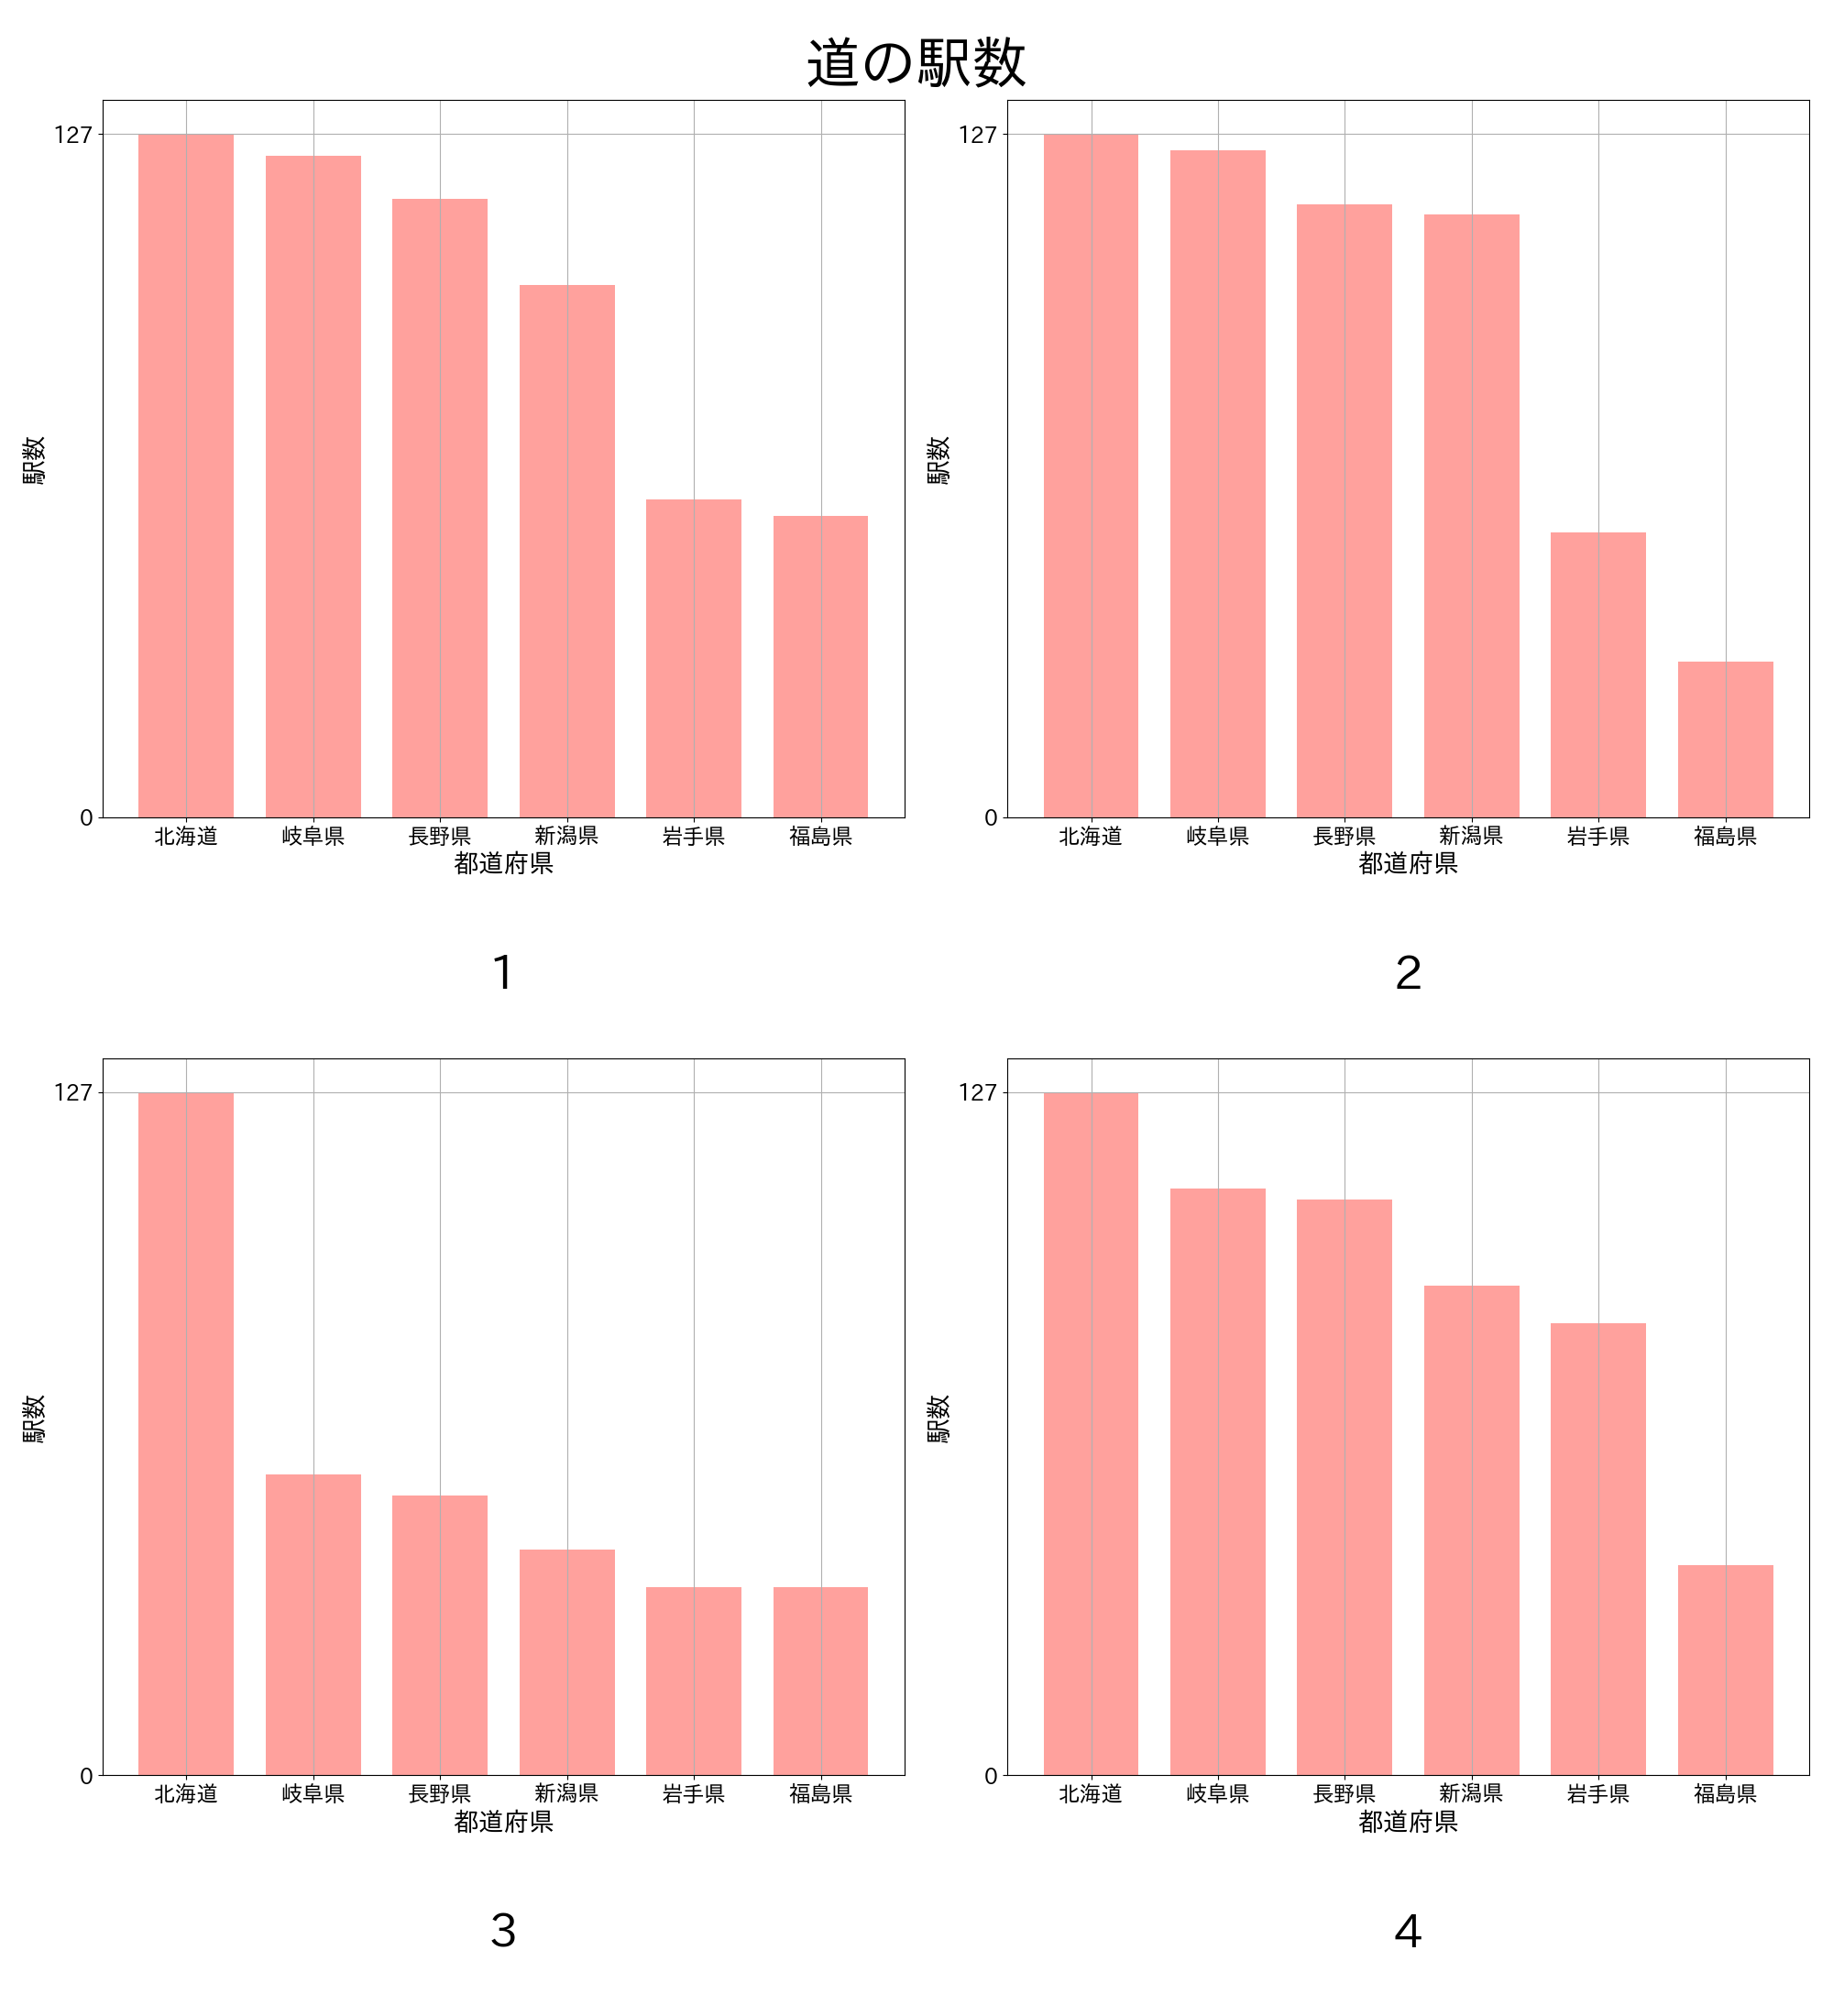 道の駅数
127
0
駅数
北海道 岐阜県 長野県 新潟県 岩手県 福島県
都道府県
1
127
0
駅数
北海道 岐阜県 長野県 新潟県 岩手県 福島県
都道府県
2
127
0
駅数
北海道 岐阜県 長野県 新潟県 岩手県 福島県
都道府県
3
127
0
駅数
北海道 岐阜県 長野県 新潟県 岩手県 福島県
都道府県
4